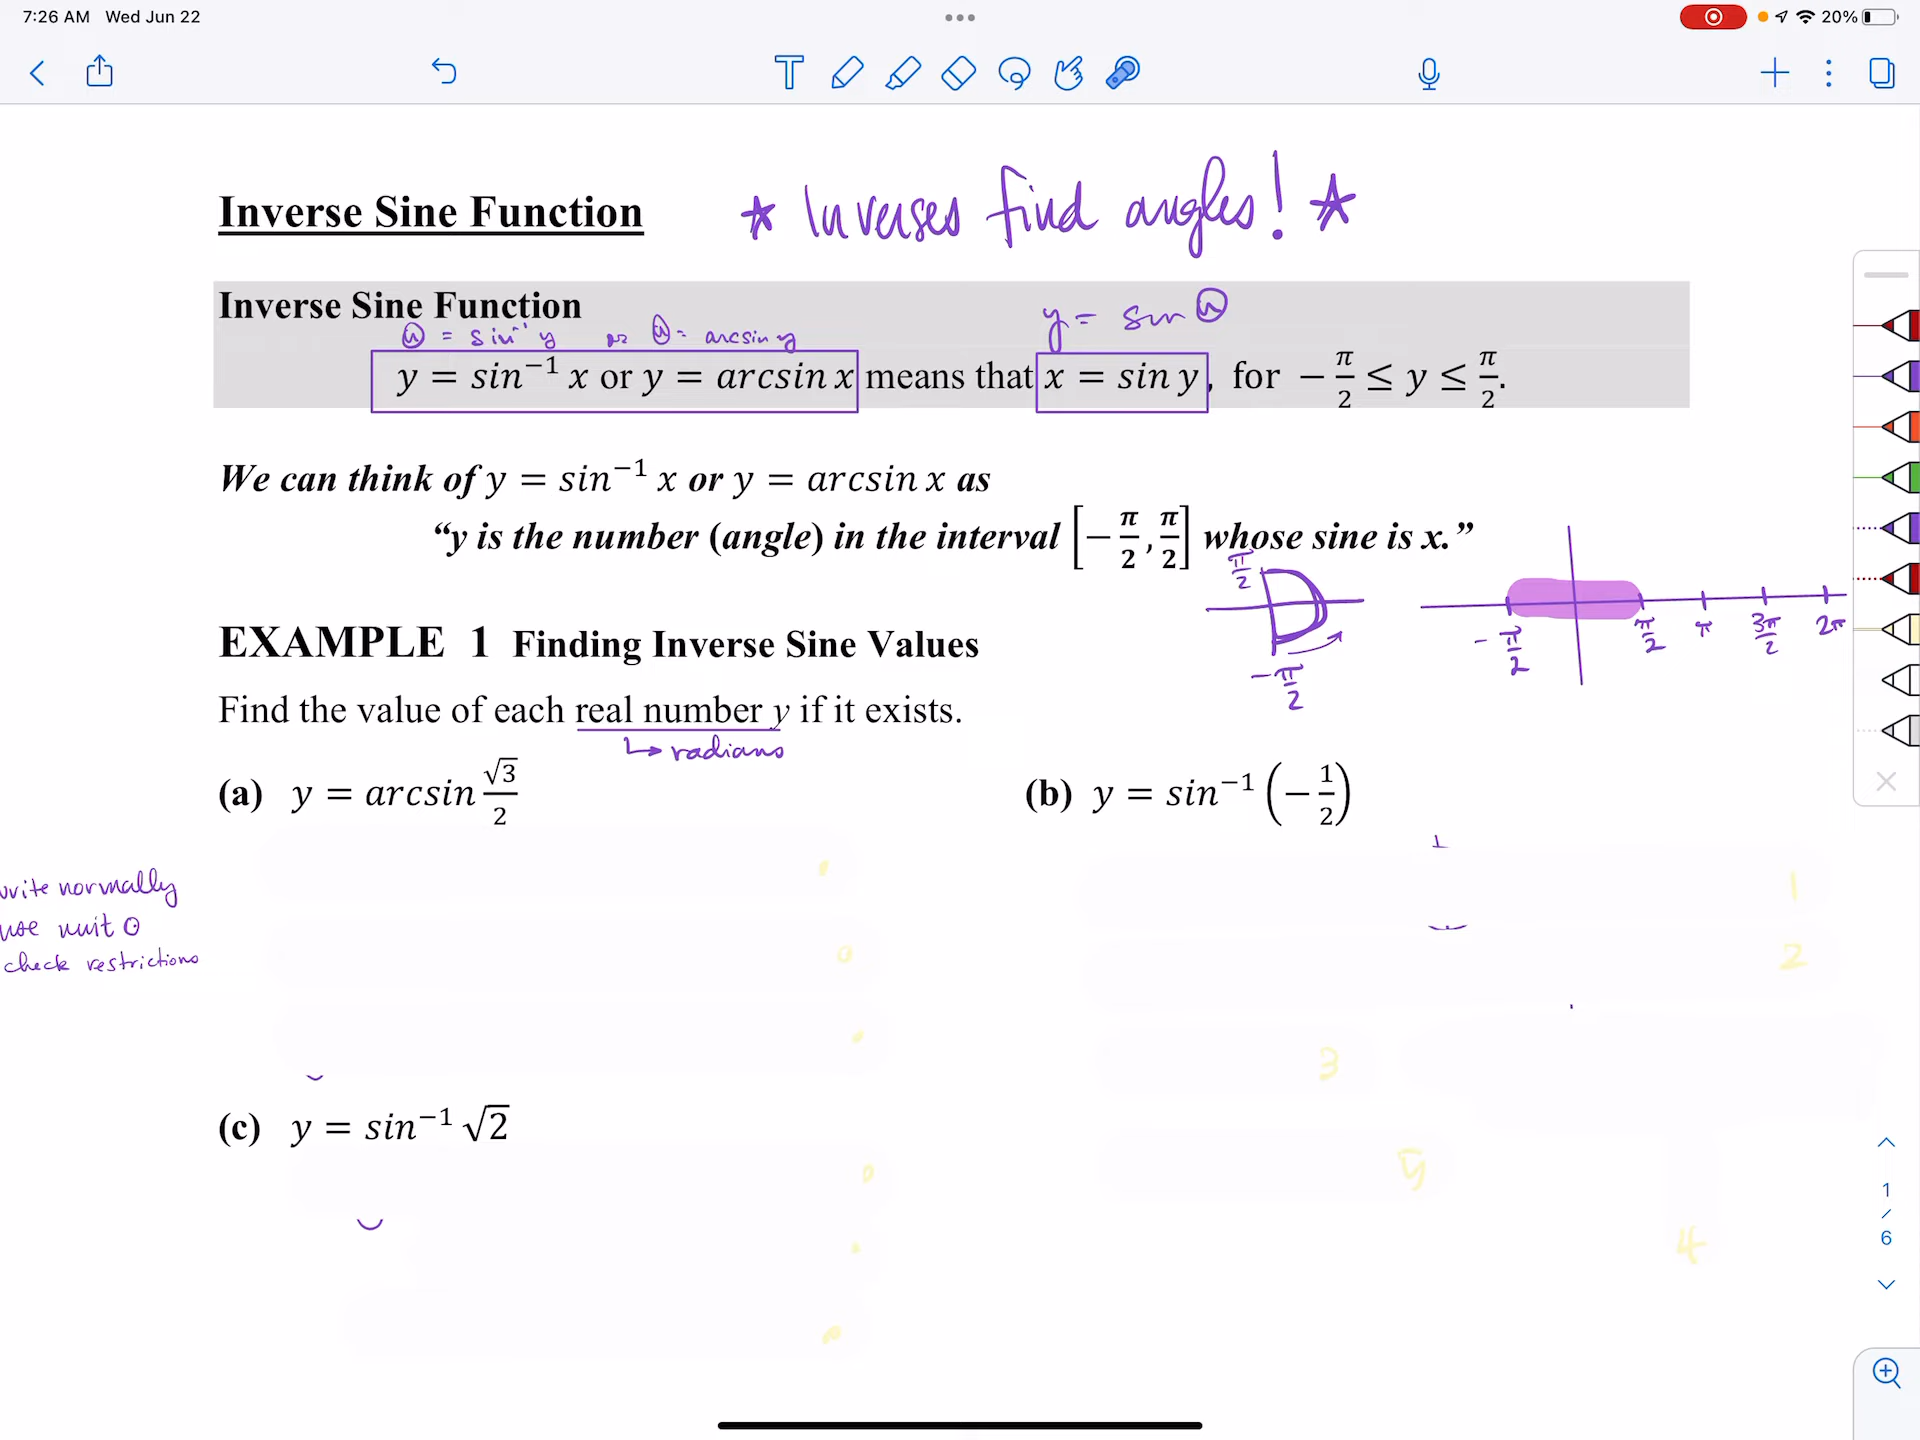 7:26 AM Wed Jun 22
20%
Inverse Sine Function
★ Inverses find angles! ★
Inverse Sine Function
y = sin Θ
Θ = sin⁻¹ y or Θ = arcsin y
y = sin⁻¹ x or y = arcsin x means that x = sin y, for −π/2 ≤ y ≤ π/2.
We can think of y = sin⁻¹ x or y = arcsin x as
“y is the number (angle) in the interval [−π/2, π/2] whose sine is x.”
π/2
−π/2
−π/2 π/2 π 3π/2 2π
EXAMPLE 1 Finding Inverse Sine Values
Find the value of each real number y if it exists.
↳ radians
(a) y = arcsin √3/2
(b) y = sin⁻¹ (−1/2)
write normally
use unit ⊙
check restrictions
1
2
3
(c) y = sin⁻¹ √2
4
1
/
6